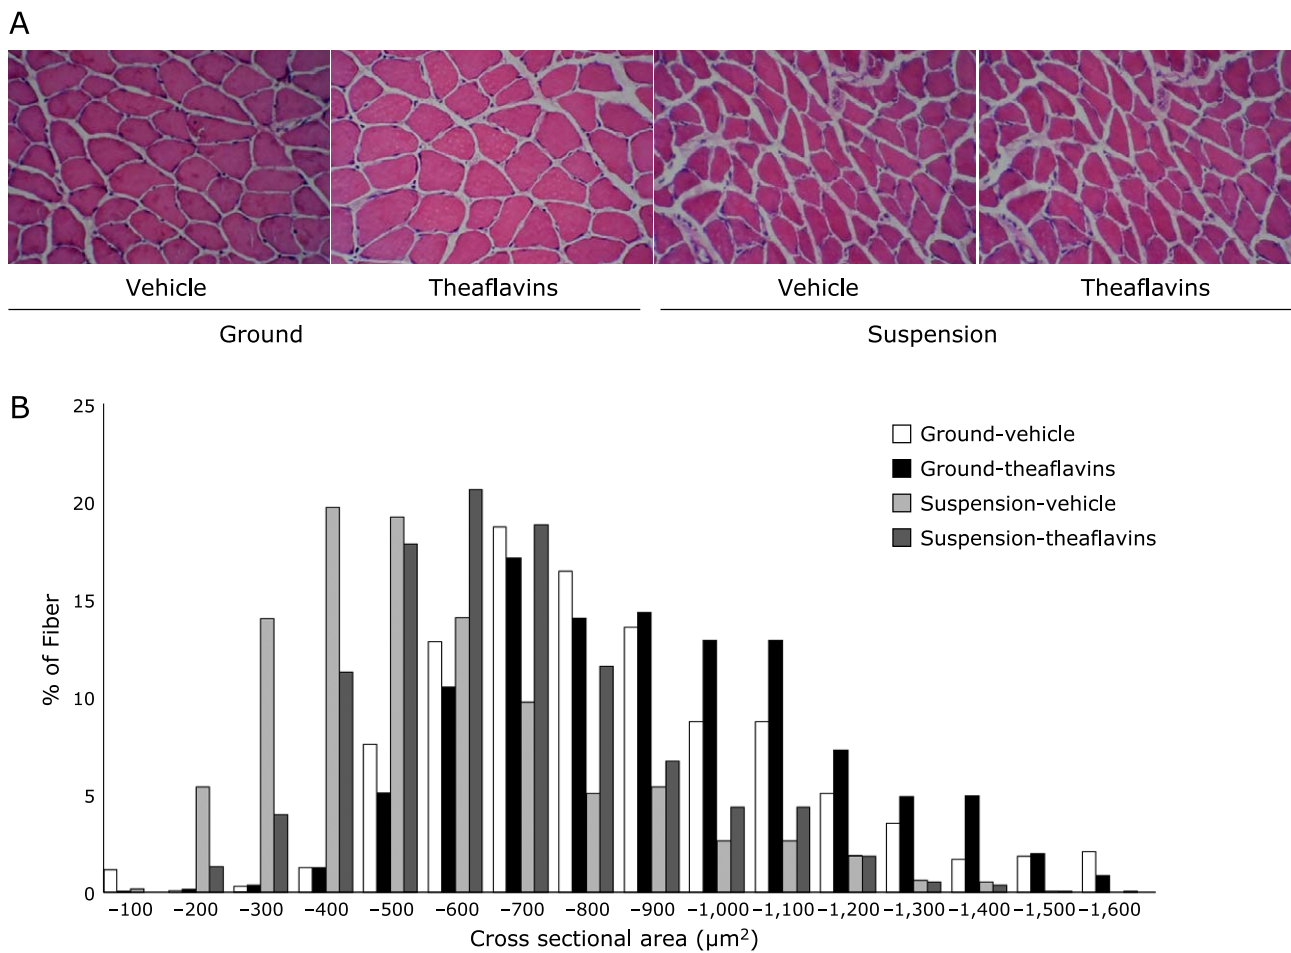 A
Vehicle Theaflavins Vehicle Theaflavins
Ground Suspension
B
25
20
15
10
5
0
% of Fiber
Ground–vehicle
Ground–theaflavins
Suspension–vehicle
Suspension–theaflavins
–100 –200 –300 –400 –500 –600 –700 –800 –900 –1,000 –1,100 –1,200 –1,300 –1,400 –1,500 –1,600
Cross sectional area (μm²)